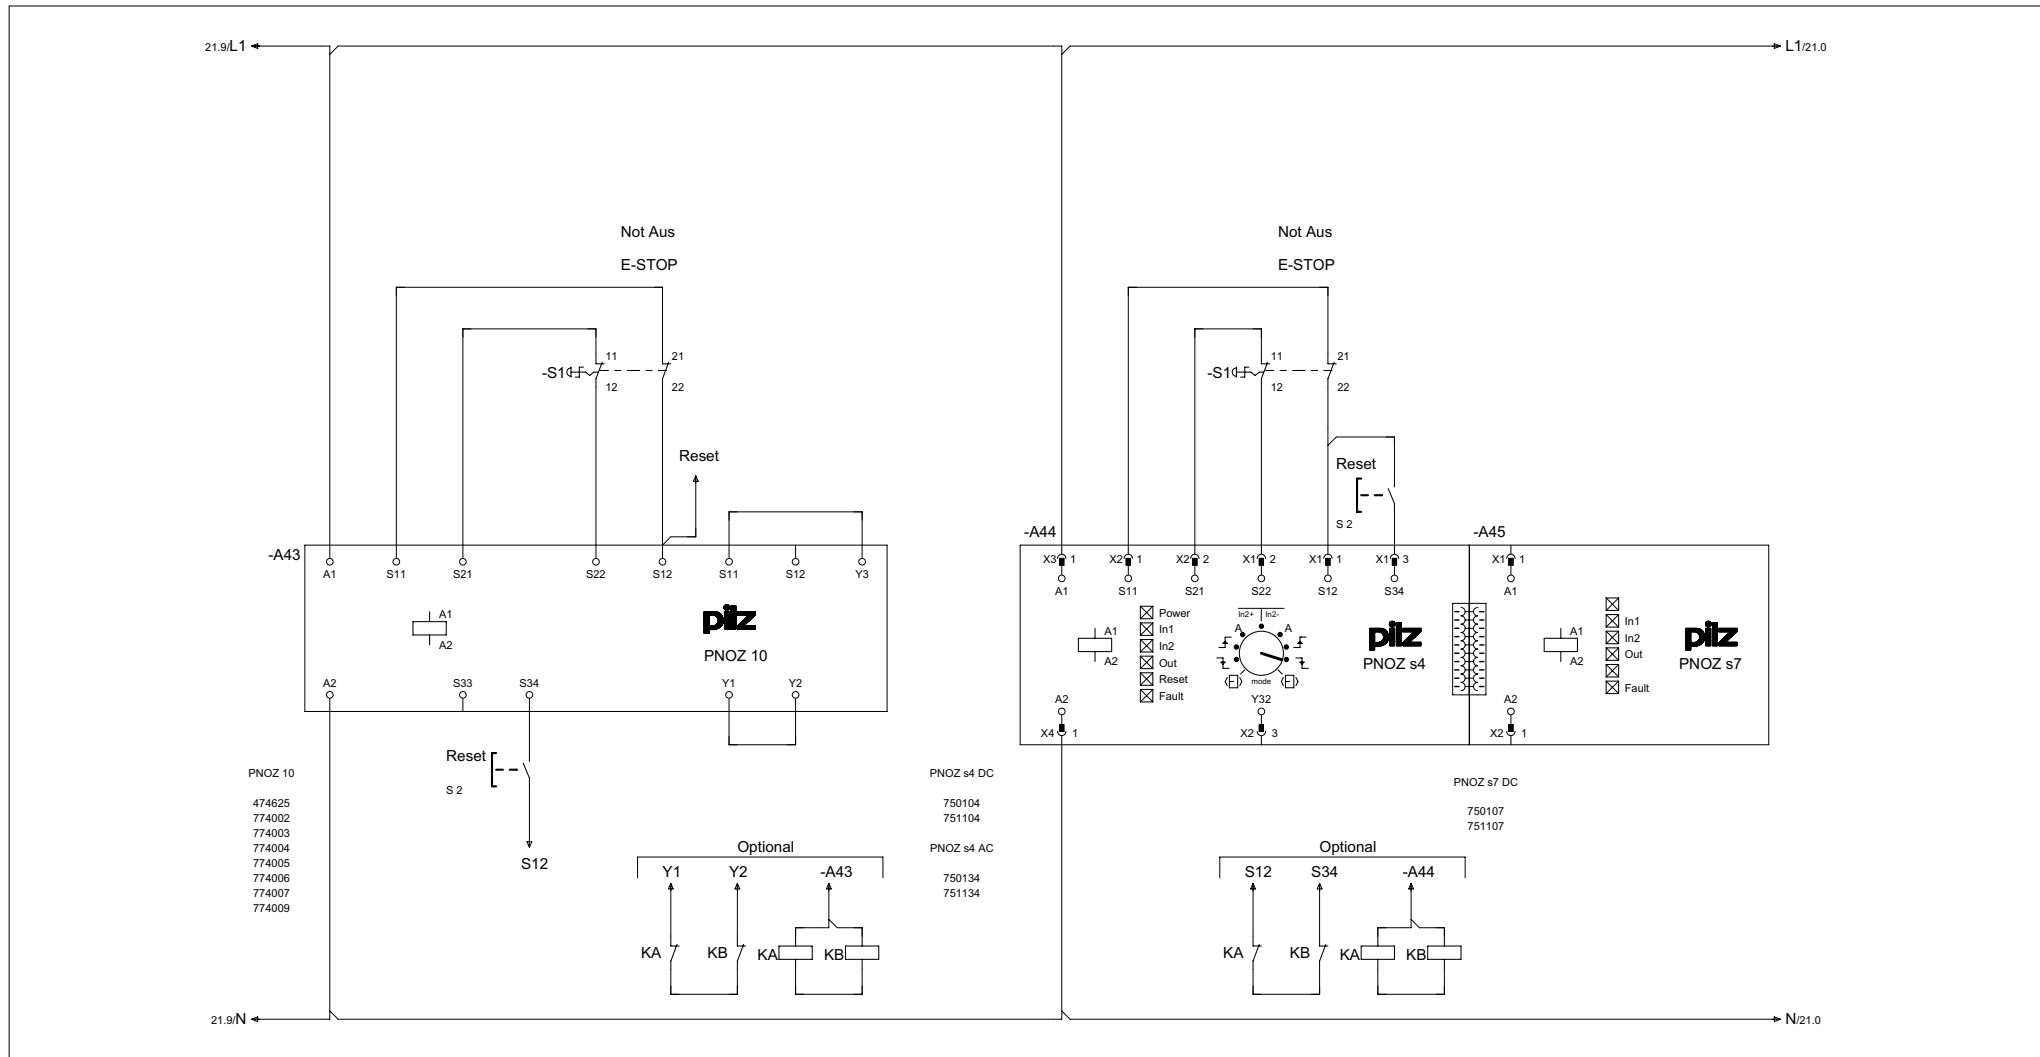 21.9/L1
L1/21.0
Not Aus
E-STOP
-S1
11
12
21
22
Reset
-A43
A1
S11
S21
S22
S12
S11
S12
Y3
A1
A2
pilz
PNOZ 10
A2
S33
S34
Y1
Y2
Reset
S 2
S12
PNOZ 10
474625
774002
774003
774004
774005
774006
774007
774009
Optional
Y1
Y2
-A43
KA
KB
KA
KB
Not Aus
E-STOP
-S1
11
12
21
22
Reset
S 2
-A44
X3 1
X2 1
X2 2
X1 2
X1 1
X1 3
A1
S11
S21
S22
S12
S34
A1
A2
Power
In1
In2
Out
Reset
Fault
In2+
In2-
A
A
mode
pilz
PNOZ s4
A2
Y32
X4 1
X2 3
-A45
X1 1
A1
A1
A2
In1
In2
Out
Fault
pilz
PNOZ s7
A2
X2 1
PNOZ s4 DC
750104
751104
PNOZ s4 AC
750134
751134
PNOZ s7 DC
750107
751107
Optional
S12
S34
-A44
KA
KB
KA
KB
21.9/N
N/21.0